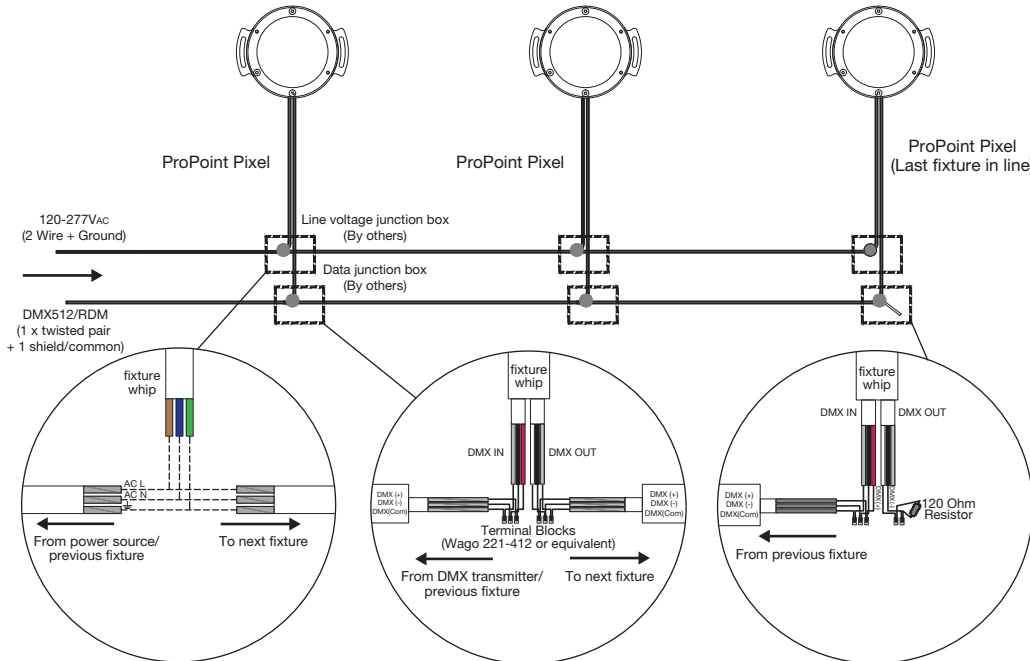 ProPoint Pixel
ProPoint Pixel
ProPoint Pixel
(Last fixture in line)
120-277VAC
(2 Wire + Ground)
Line voltage junction box
(By others)
Data junction box
(By others)
DMX512/RDM
(1 x twisted pair
+ 1 shield/common)
fixture
whip
AC L
AC N
From power source/
previous fixture
To next fixture
fixture
whip
DMX IN
DMX OUT
DMX (+)
DMX (-)
DMX(Com)
DMX (+)
DMX (-)
DMX(Com)
Terminal Blocks
(Wago 221-412 or equivalent)
From DMX transmitter/
previous fixture
To next fixture
fixture
whip
DMX IN
DMX OUT
DMX (+)
DMX (-)
DMX(Com)
120 Ohm
Resistor
From previous fixture